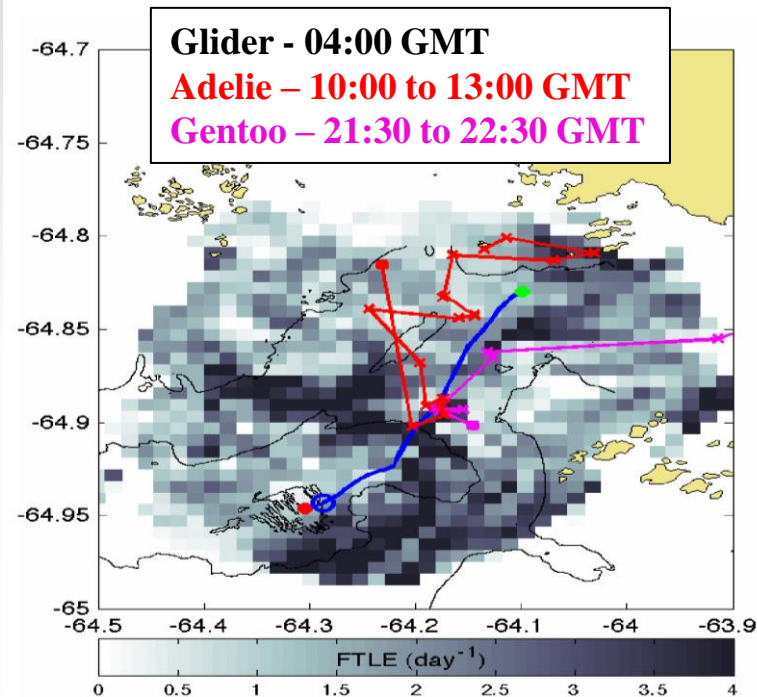 Glider - 04:00 GMT
Adelie – 10:00 to 13:00 GMT
Gentoo – 21:30 to 22:30 GMT
-64.7
-64.75
-64.8
-64.85
-64.9
-64.95
-65
-64.5 -64.4 -64.3 -64.2 -64.1 -64 -63.9
FTLE (day⁻¹)
0 0.5 1 1.5 2 2.5 3 3.5 4